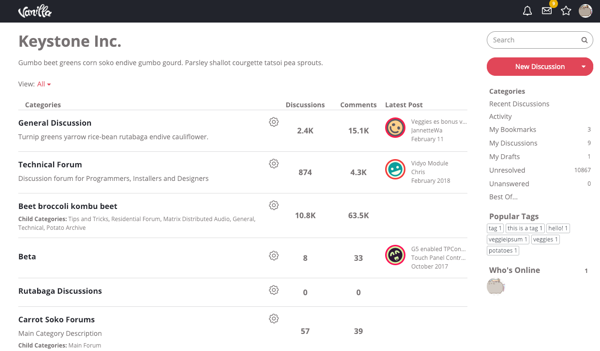 Vanilla
9
Keystone Inc.
Gumbo beet greens corn soko endive gumbo gourd. Parsley shallot courgette tatsoi pea sprouts.
View: All
Categories Discussions Comments Latest Post
General Discussion
Turnip greens yarrow rice-bean rutabaga endive cauliflower.
2.4K 15.1K
Veggies es bonus v...
JannetteWa
February 11
Technical Forum
Discussion forum for Programmers, Installers and Designers
874 4.3K
Vidyo Module
Chris
February 2018
Beet broccoli kombu beet
Child Categories: Tips and Tricks, Residential Forum, Matrix Distributed Audio, General,
Technical, Potato Archive
10.8K 63.5K
Beta
8 33
G5 enabled TPCon...
Touch Panel Contr...
October 2017
Rutabaga Discussions
0 0
Carrot Soko Forums
Main Category Description
Child Categories: Main Forum
57 39
Search
New Discussion
Categories
Recent Discussions
Activity
My Bookmarks 3
My Discussions 9
My Drafts 1
Unresolved 10867
Unanswered 0
Best Of...
Popular Tags
tag 1 this is a tag 1 hello! 1
veggieipsum 1 veggies 1
potatoes 1
Who's Online 1